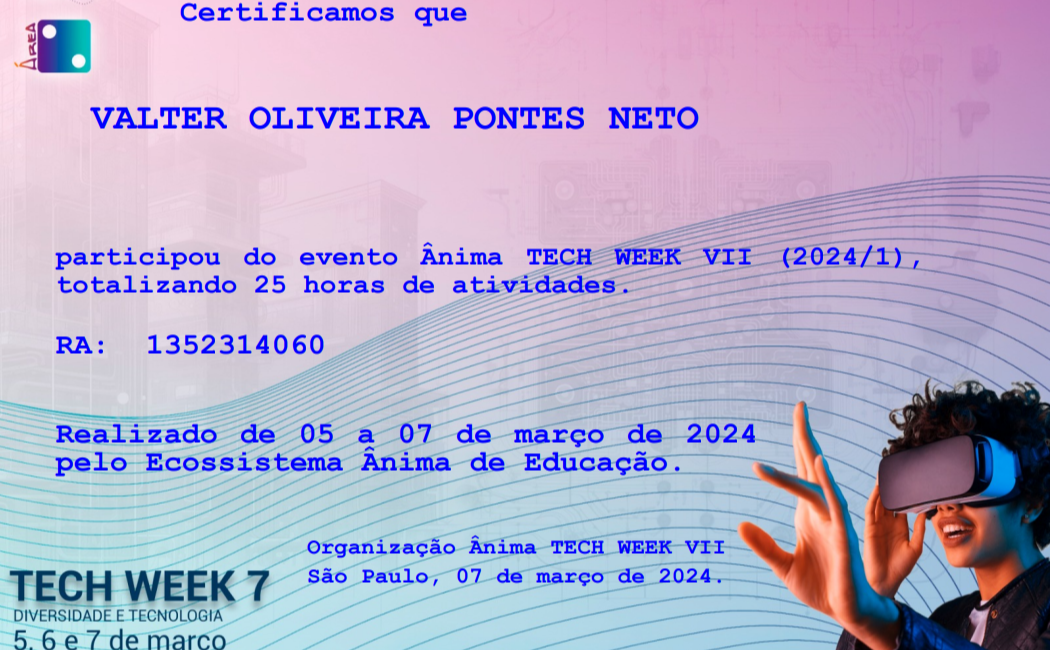 Certificamos que
ÁREA
VALTER OLIVEIRA PONTES NETO
participou do evento Ânima TECH WEEK VII (2024/1),
totalizando 25 horas de atividades.
RA: 1352314060
Realizado de 05 a 07 de março de 2024
pelo Ecossistema Ânima de Educação.
Organização Ânima TECH WEEK VII
São Paulo, 07 de março de 2024.
TECH WEEK 7
DIVERSIDADE E TECNOLOGIA
5, 6 e 7 de março